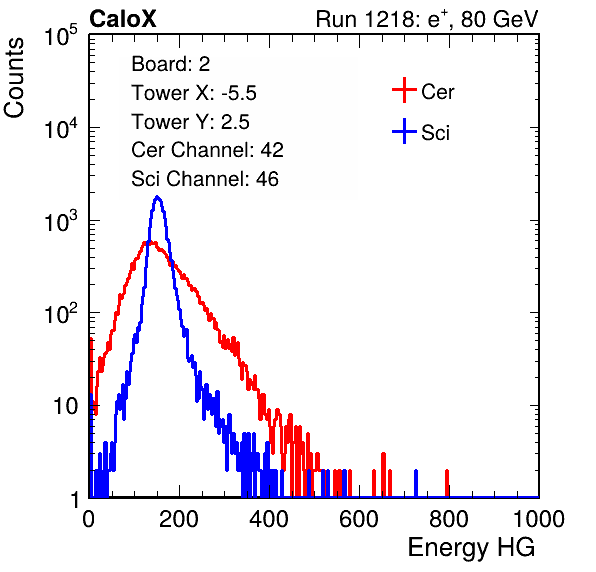 CaloX Run 1218: e⁺, 80 GeV
Counts
Board: 2
Tower X: -5.5
Tower Y: 2.5
Cer Channel: 42
Sci Channel: 46
Cer
Sci
10⁵
10⁴
10³
10²
10
1
0 200 400 600 800 1000
Energy HG